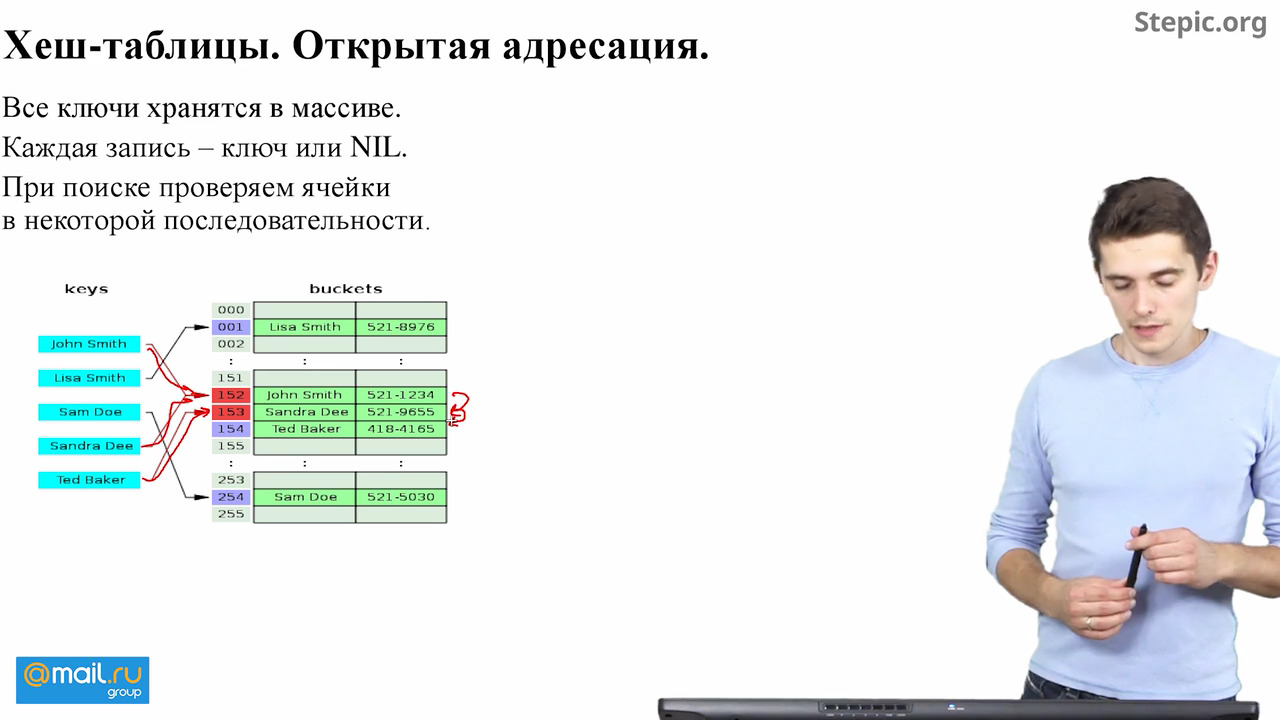 Stepic.org
Хеш-таблицы. Открытая адресация.
Все ключи хранятся в массиве.
Каждая запись – ключ или NIL.
При поиске проверяем ячейки
в некоторой последовательности.
keys buckets
000
001 Lisa Smith 521-8976
002
: : :
151
152 John Smith 521-1234
153 Sandra Dee 521-9655
154 Ted Baker 418-4165
155
: : :
253
254 Sam Doe 521-5030
255
John Smith
Lisa Smith
Sam Doe
Sandra Dee
Ted Baker
@mail.ru
group